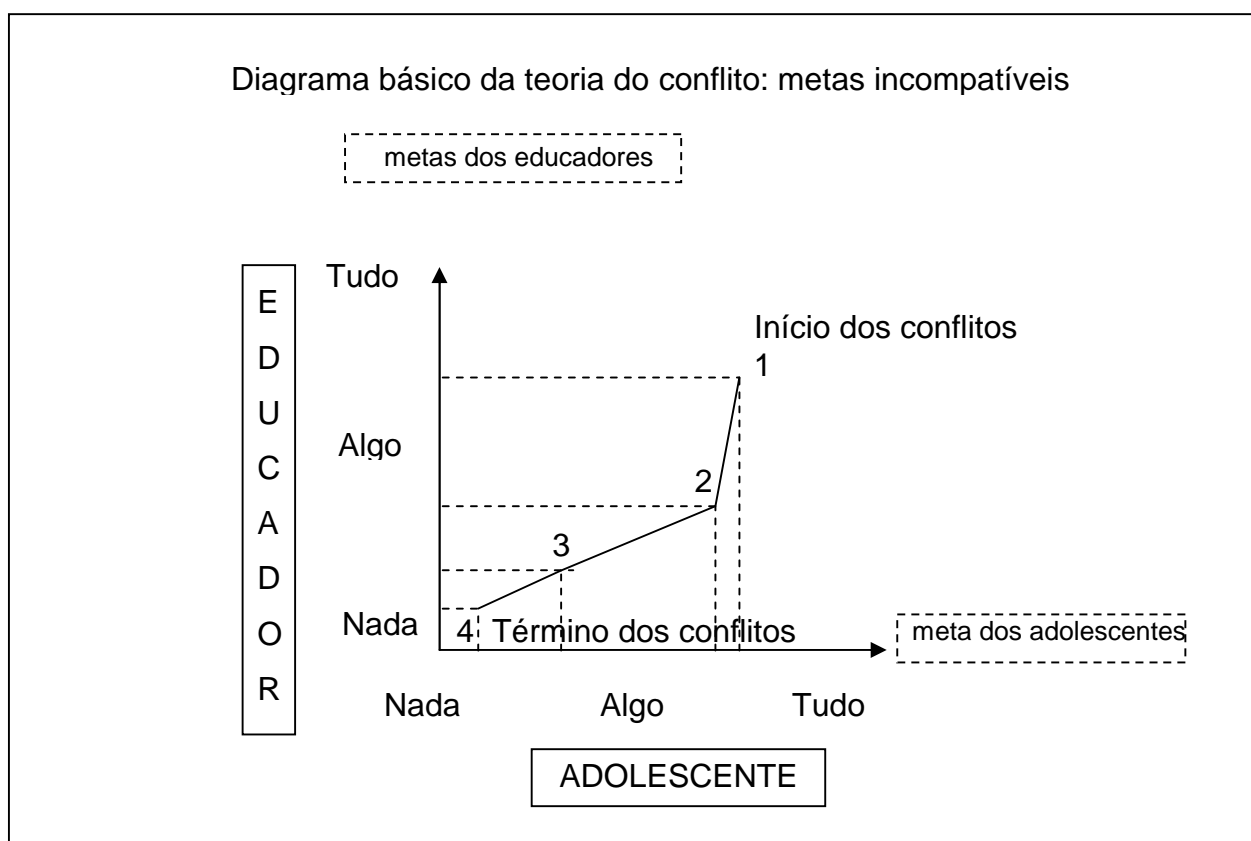 Diagrama básico da teoria do conflito: metas incompatíveis
metas dos educadores
EDUCADOR
Tudo
Início dos conflitos
1
Algo
2
3
Nada
4 Término dos conflitos
meta dos adolescentes
Nada Algo Tudo
ADOLESCENTE